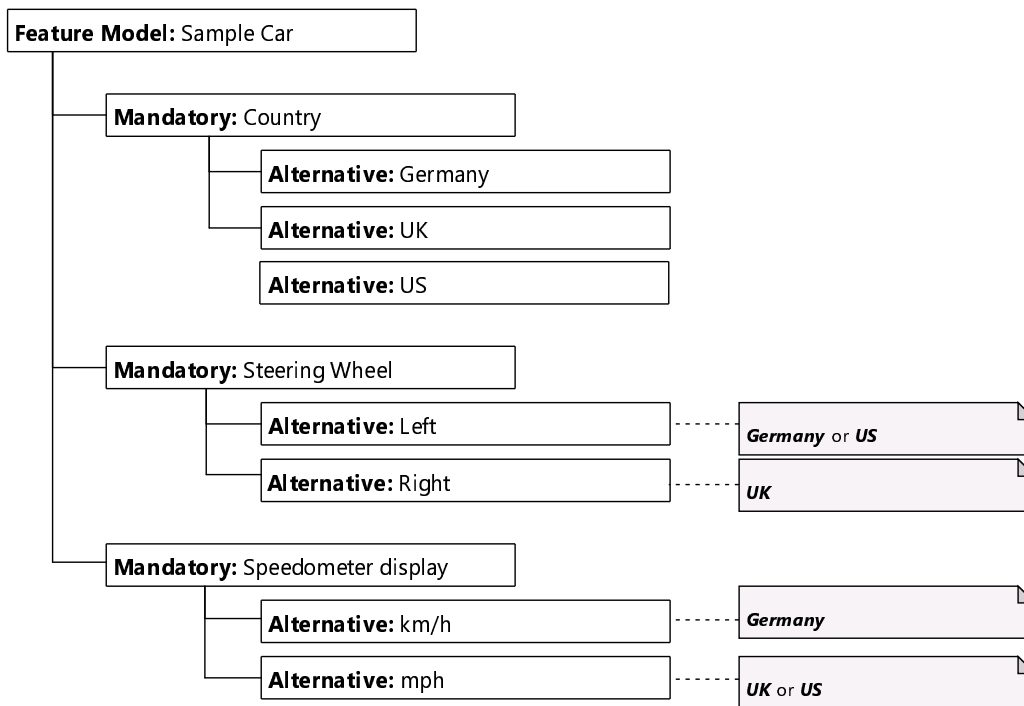 Feature Model: Sample Car
Mandatory: Country
Alternative: Germany
Alternative: UK
Alternative: US
Mandatory: Steering Wheel
Alternative: Left
Germany or US
Alternative: Right
UK
Mandatory: Speedometer display
Alternative: km/h
Germany
Alternative: mph
UK or US